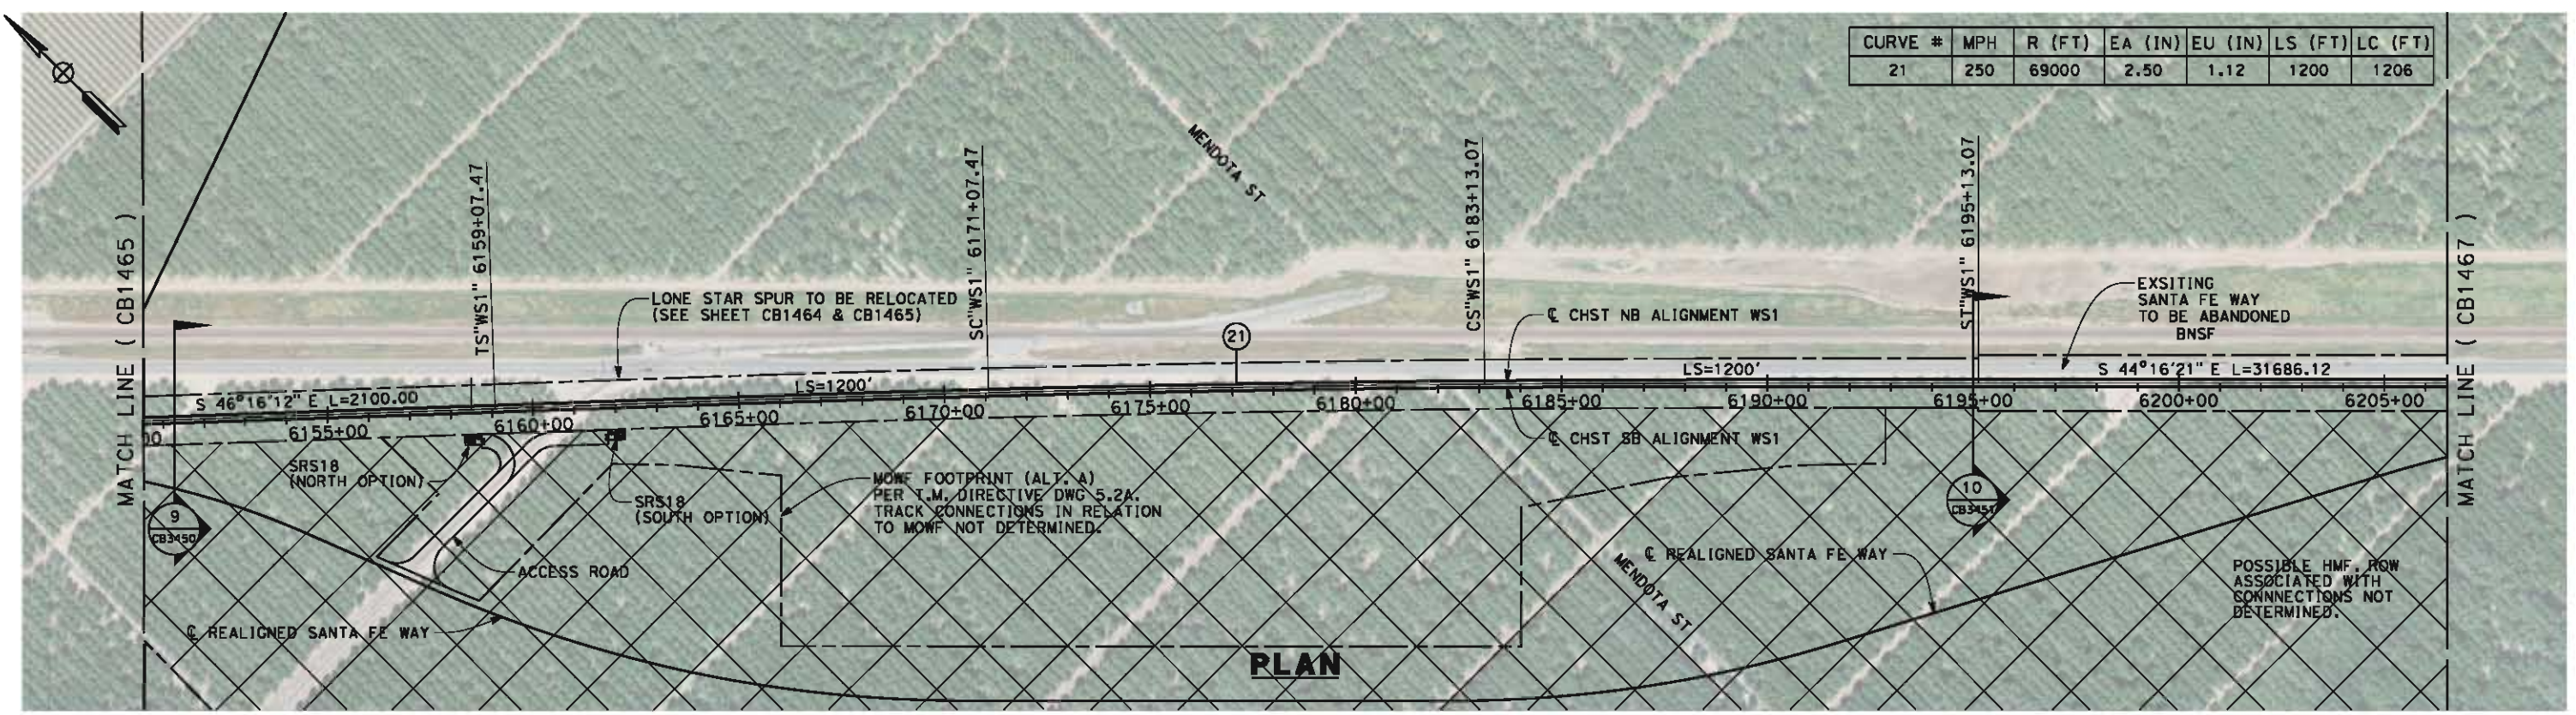 CURVE # MPH R (FT) EA (IN) EU (IN) LS (FT) LC (FT)
21 250 69000 2.50 1.12 1200 1206
MENDOTA ST
MATCH LINE ( CB1465 )
TS"WS1" 6159+07.47
SC"WS1" 6171+07.47
CS"WS1" 6183+13.07
ST"WS1" 6195+13.07
MATCH LINE ( CB1467 )
LONE STAR SPUR TO BE RELOCATED
(SEE SHEET CB1464 & CB1465)
21
℄ CHST NB ALIGNMENT WS1
EXSITING
SANTA FE WAY
TO BE ABANDONED
BNSF
S 46°16'12" E L=2100.00
LS=1200'
LS=1200'
S 44°16'21" E L=31686.12
00
6155+00
6160+00
6165+00
6170+00
6175+00
6180+00
6185+00
6190+00
6195+00
6200+00
6205+00
℄ CHST SB ALIGNMENT WS1
SRS18
(NORTH OPTION)
SRS18
(SOUTH OPTION)
MOWF FOOTPRINT (ALT. A)
PER T.M. DIRECTIVE DWG 5.2A.
TRACK CONNECTIONS IN RELATION
TO MOWF NOT DETERMINED.
9
CB3450
10
CB3451
ACCESS ROAD
℄ REALIGNED SANTA FE WAY
MENDOTA ST
℄ REALIGNED SANTA FE WAY
POSSIBLE HMF. ROW
ASSOCIATED WITH
CONNNECTIONS NOT
DETERMINED.
PLAN